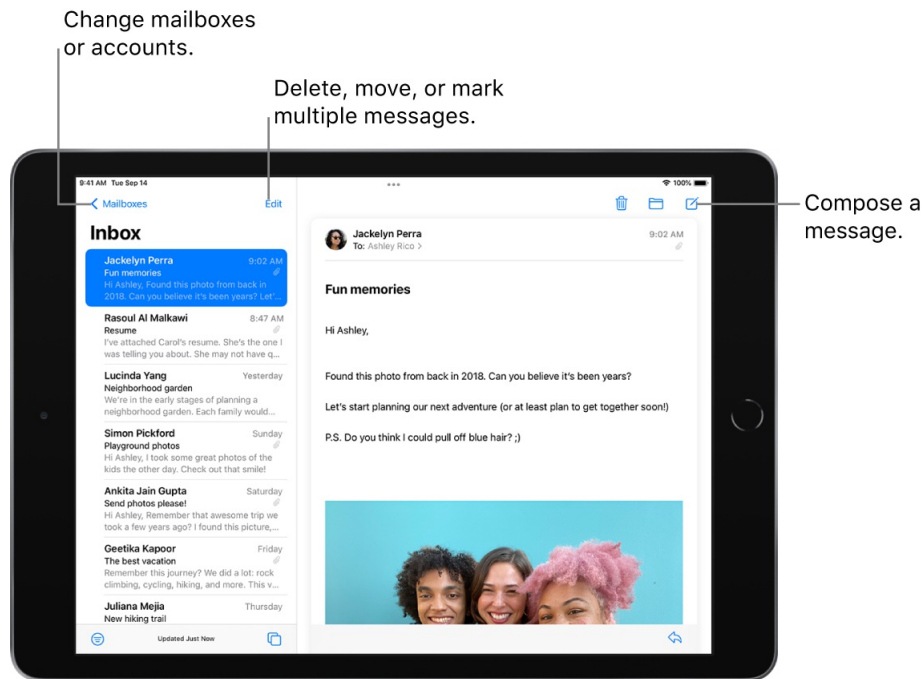 Change mailboxes
or accounts.
Delete, move, or mark
multiple messages.
Compose a
message.
9:41 AM Tue Sep 14
100%
Mailboxes
Edit
Inbox
Jackelyn Perra 9:02 AM
Fun memories
Hi Ashley, Found this photo from back in
2018. Can you believe it's been years? Let'...
Rasoul Al Malkawi 8:47 AM
Resume
I've attached Carol's resume. She's the one I
was telling you about. She may not have q...
Lucinda Yang Yesterday
Neighborhood garden
We're in the early stages of planning a
neighborhood garden. Each family would...
Simon Pickford Sunday
Playground photos
Hi Ashley, I took some great photos of the
kids the other day. Check out that smile!
Ankita Jain Gupta Saturday
Send photos please!
Hi Ashley, Remember that awesome trip we
took a few years ago? I found this picture,...
Geetika Kapoor Friday
The best vacation
Remember this journey? We did a lot: rock
climbing, cycling, hiking, and more. This v...
Juliana Mejia Thursday
New hiking trail
Updated Just Now
Jackelyn Perra 9:02 AM
To: Ashley Rico >
Fun memories
Hi Ashley,
Found this photo from back in 2018. Can you believe it's been years?
Let's start planning our next adventure (or at least plan to get together soon!)
P.S. Do you think I could pull off blue hair? ;)